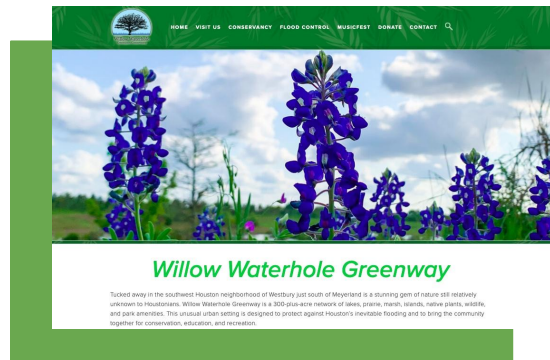 HOME VISIT US CONSERVANCY FLOOD CONTROL MUSICFEST DONATE CONTACT
Willow Waterhole Greenway
Tucked away in the southwest Houston neighborhood of Westbury just south of Meyerland is a stunning gem of nature still relatively
unknown to Houstonians. Willow Waterhole Greenway is a 300-plus-acre network of lakes, prairie, marsh, islands, native plants, wildlife,
and park amenities. This unusual urban setting is designed to protect against Houston's inevitable flooding and to bring the community
together for conservation, education, and recreation.